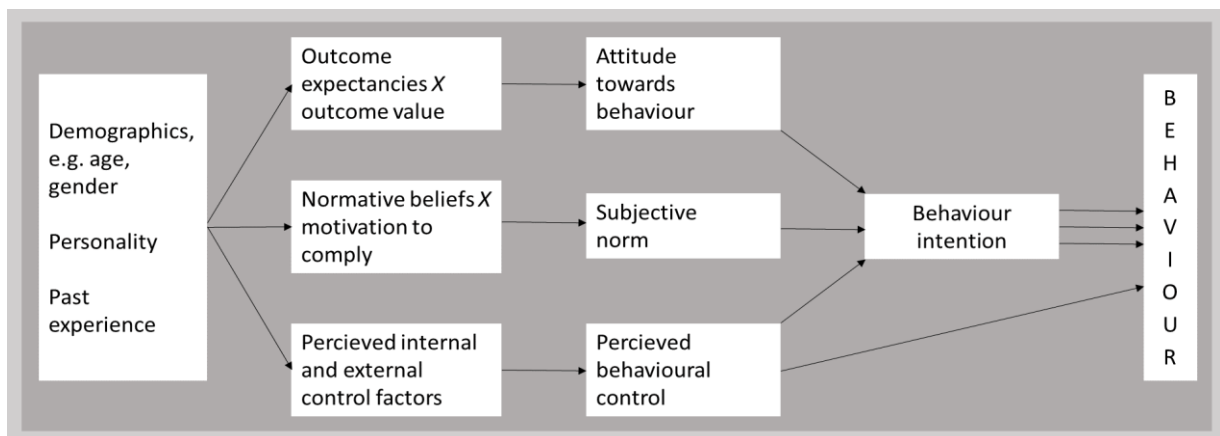 Demographics,
e.g. age,
gender
Personality
Past
experience
Outcome
expectancies X
outcome value
Normative beliefs X
motivation to
comply
Percieved internal
and external
control factors
Attitude
towards
behaviour
Subjective
norm
Percieved
behavioural
control
Behaviour
intention
B
E
H
A
V
I
O
U
R